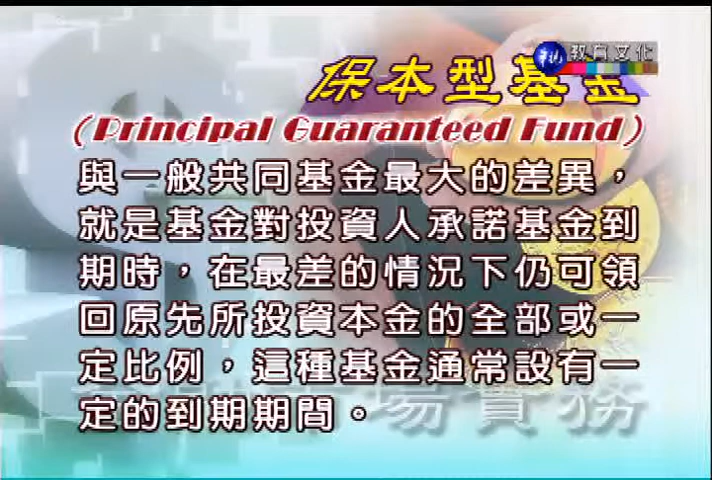 教育文化
保本型基金
(Principal Guaranteed Fund)
與一般共同基金最大的差異，
就是基金對投資人承諾基金到
期時，在最差的情況下仍可領
回原先所投資本金的全部或一
定比例，這種基金通常設有一
定的到期期間。
場實務